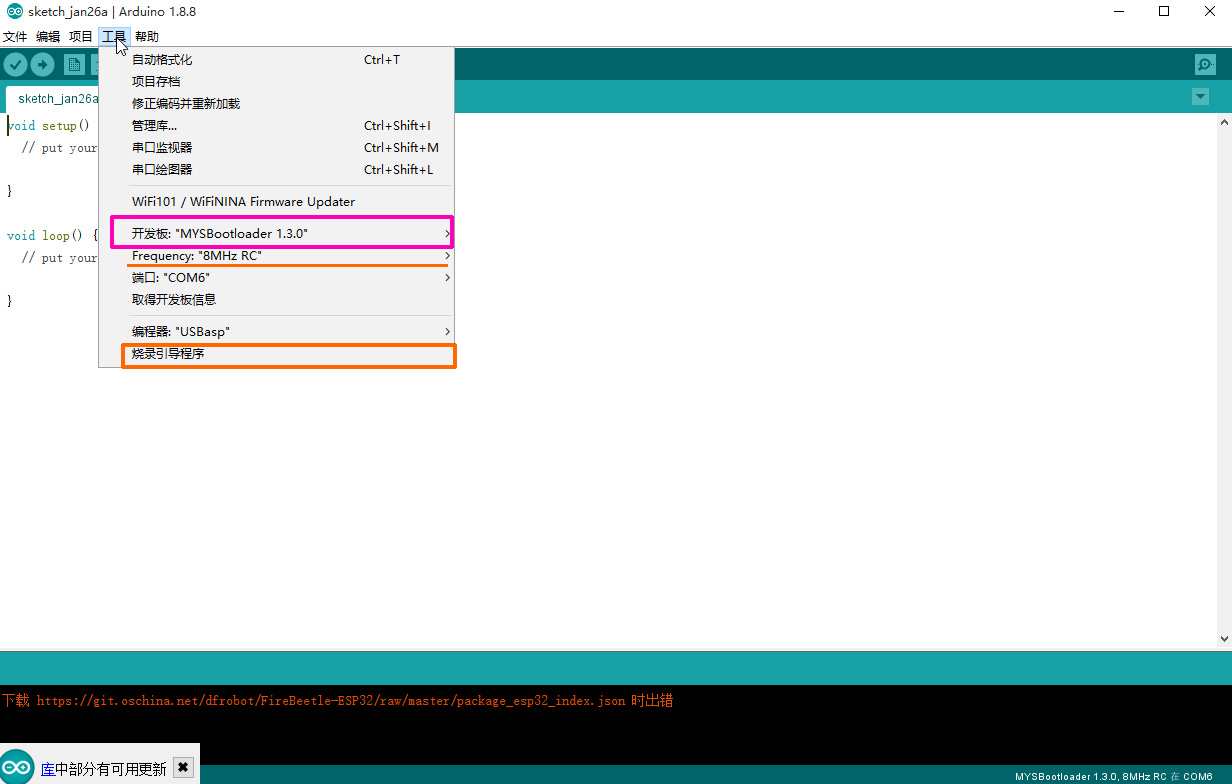 sketch_jan26a | Arduino 1.8.8
文件 编辑 项目 工具 帮助
自动格式化 Ctrl+T
项目存档
修正编码并重新加载
管理库... Ctrl+Shift+I
串口监视器 Ctrl+Shift+M
串口绘图器 Ctrl+Shift+L
WiFi101 / WiFiNINA Firmware Updater
开发板: "MYSBootloader 1.3.0"
Frequency: "8MHz RC"
端口: "COM6"
取得开发板信息
编程器: "USBasp"
烧录引导程序
sketch_jan26a
void setup()
// put your
}
void loop() {
// put your
}
下载 https://git.oschina.net/dfrobot/FireBeetle-ESP32/raw/master/package_esp32_index.json 时出错
库中部分有可用更新
MYSBootloader 1.3.0, 8MHz RC 在 COM6